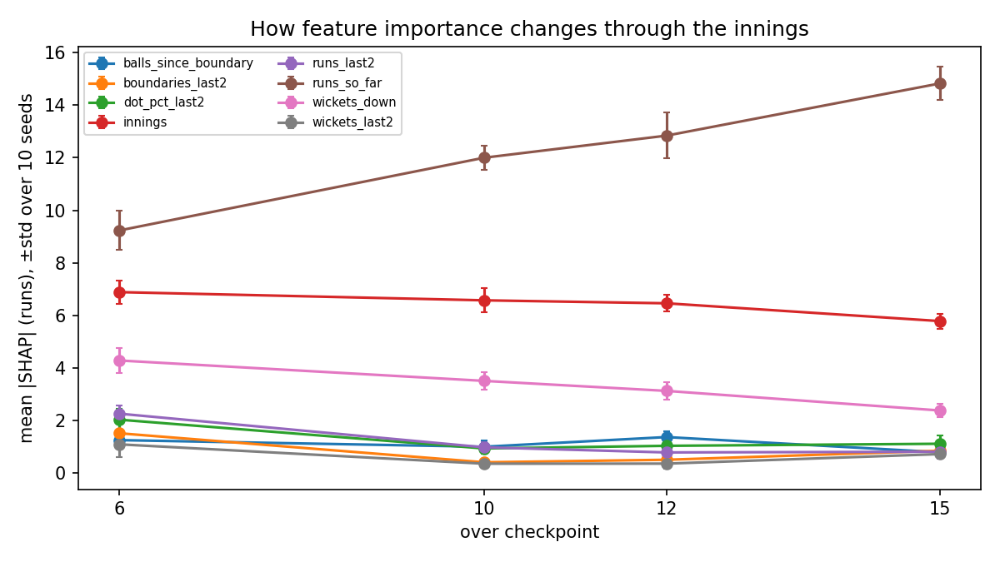 How feature importance changes through the innings
mean |SHAP| (runs), ±std over 10 seeds
16
14
12
10
8
6
4
2
0
balls_since_boundary
boundaries_last2
dot_pct_last2
innings
runs_last2
runs_so_far
wickets_down
wickets_last2
6 10 12 15
over checkpoint